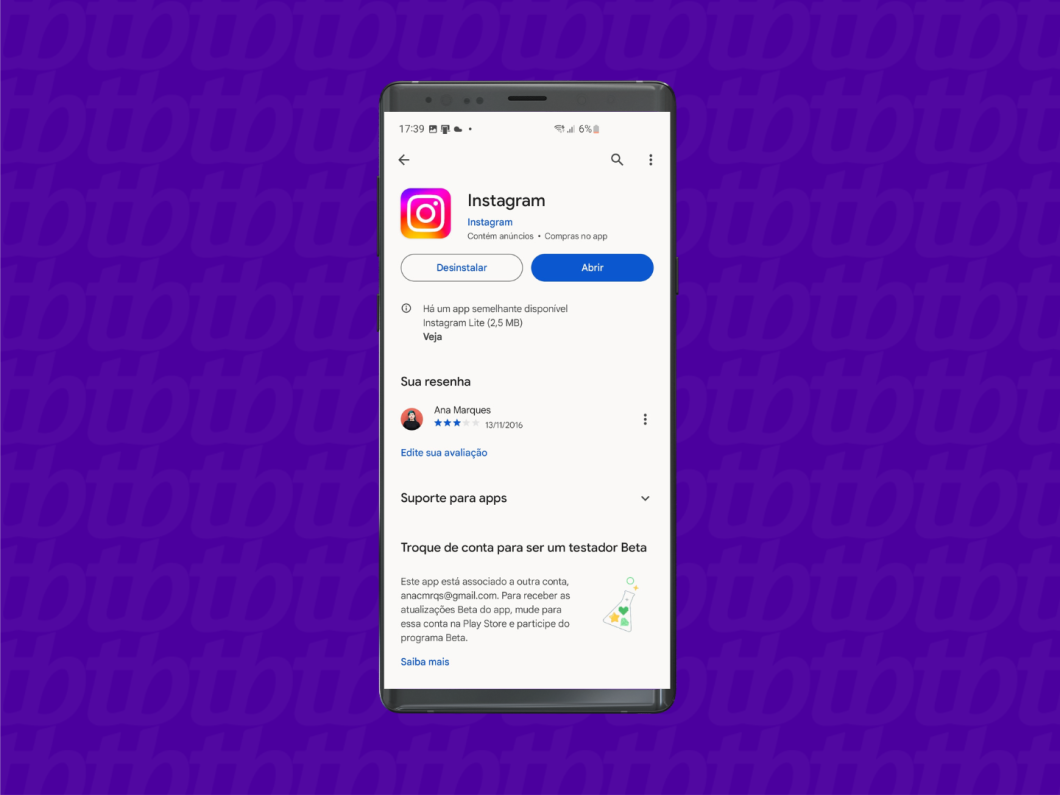 17:39 6%
Instagram
Instagram
Contém anúncios • Compras no app
Desinstalar Abrir
Há um app semelhante disponível
Instagram Lite (2,5 MB)
Veja
Sua resenha
Ana Marques
13/11/2016
Edite sua avaliação
Suporte para apps
Troque de conta para ser um testador Beta
Este app está associado a outra conta,
anacmrqs@gmail.com. Para receber as
atualizações Beta do app, mude para
essa conta na Play Store e participe do
programa Beta.
Saiba mais